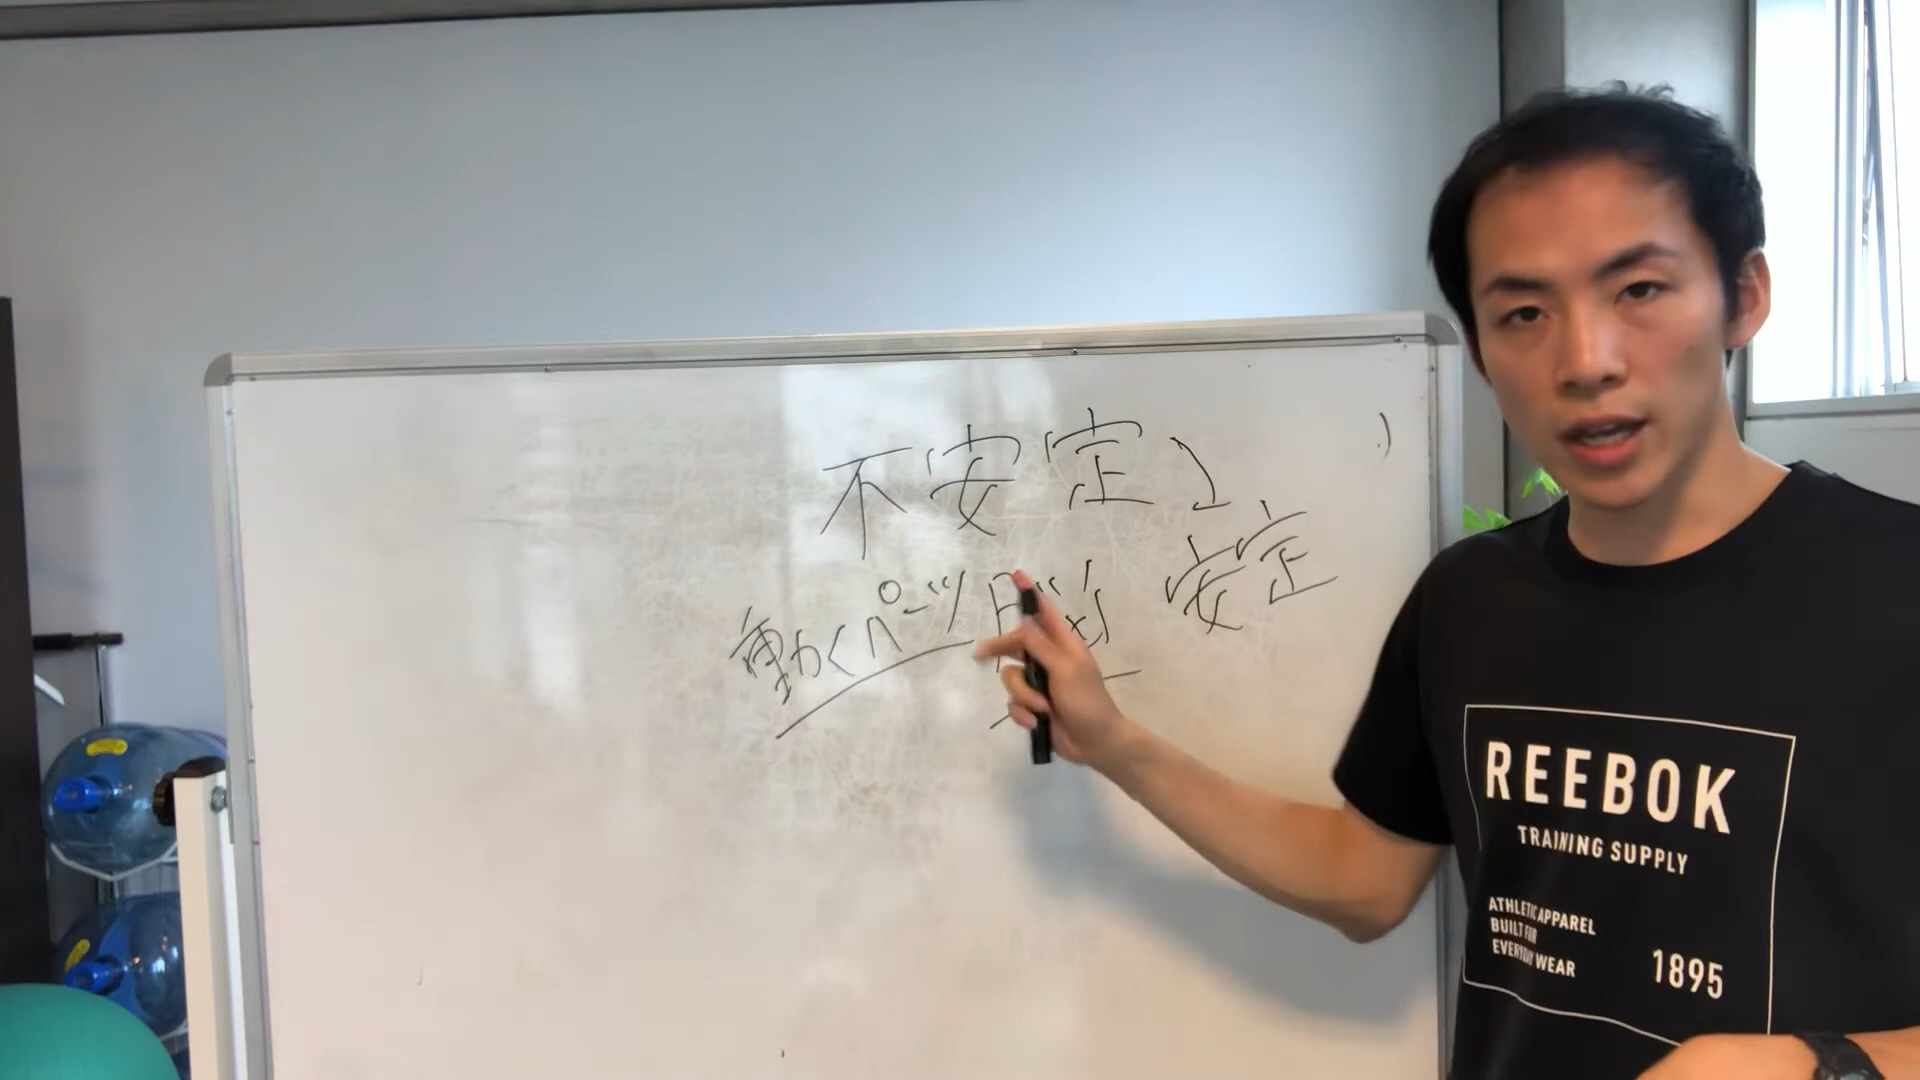 不安定
安定
動くパーツ 脳
REEBOK
TRAINING SUPPLY
ATHLETIC APPAREL
BUILT FOR
EVERYDAY WEAR
1895